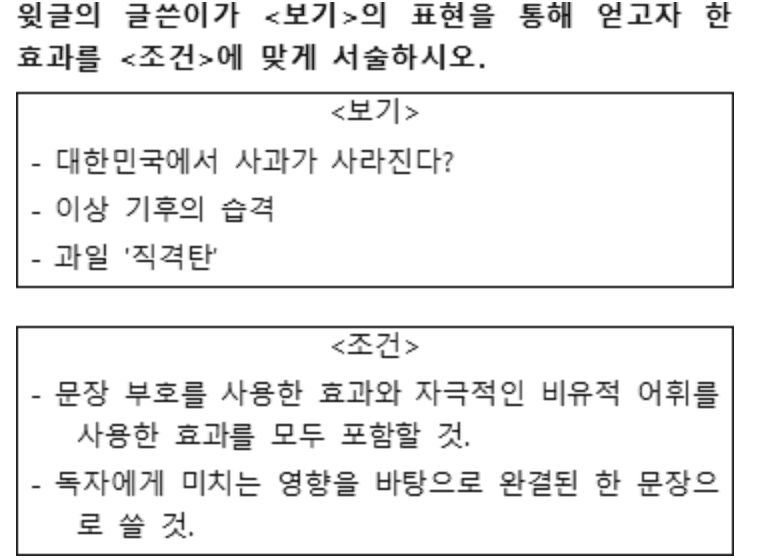 윗글의 글쓴이가 <보기>의 표현을 통해 얻고자 한
효과를 <조건>에 맞게 서술하시오.
<보기>
- 대한민국에서 사과가 사라진다?
- 이상 기후의 습격
- 과일 '직격탄'
<조건>
- 문장 부호를 사용한 효과와 자극적인 비유적 어휘를
사용한 효과를 모두 포함할 것.
- 독자에게 미치는 영향을 바탕으로 완결된 한 문장으
로 쓸 것.